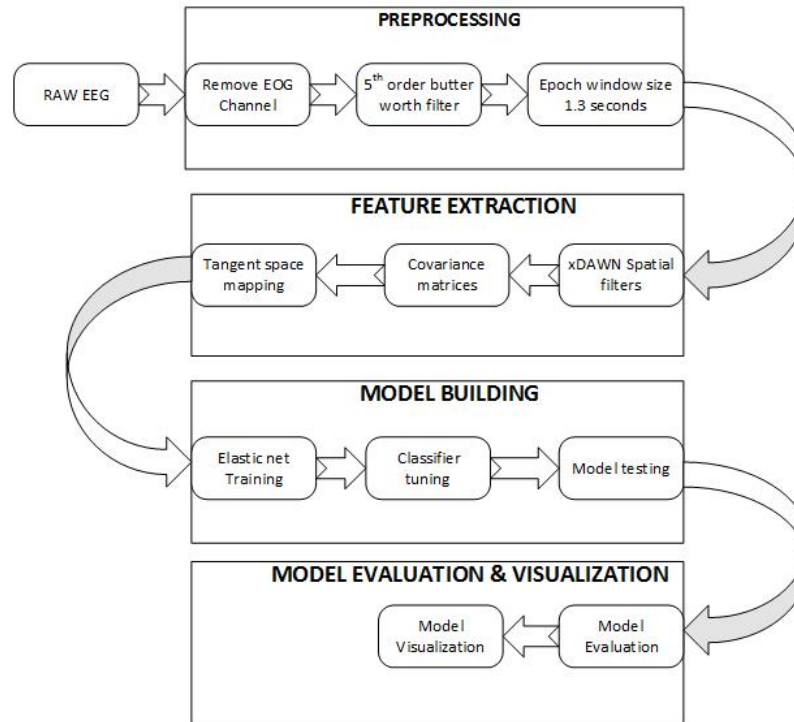 PREPROCESSING
RAW EEG
Remove EOG
Channel
5th order butter
worth filter
Epoch window size
1.3 seconds
FEATURE EXTRACTION
Tangent space
mapping
Covariance
matrices
xDAWN Spatial
filters
MODEL BUILDING
Elastic net
Training
Classifier
tuning
Model testing
MODEL EVALUATION & VISUALIZATION
Model
Visualization
Model
Evaluation